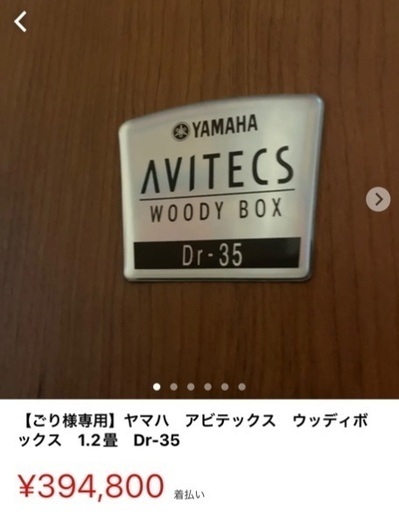 YAMAHA
AVITECS
WOODY BOX
Dr-35
【ごり様専用】ヤマハ　アビテックス　ウッディボ
ックス　1.2畳　Dr-35
¥394,800 着払い